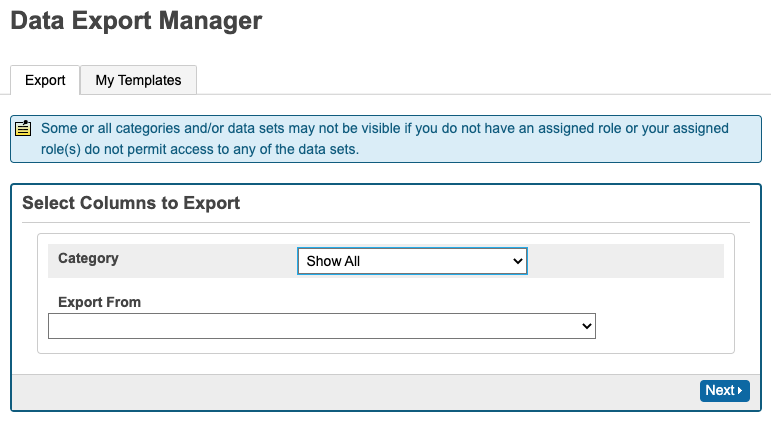 Data Export Manager
Export
My Templates
Some or all categories and/or data sets may not be visible if you do not have an assigned role or your assigned
role(s) do not permit access to any of the data sets.
Select Columns to Export
Category
Show All
Export From
Next